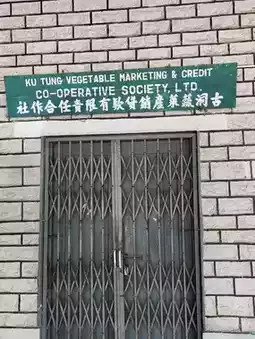 KU TUNG VEGETABLE MARKETING & CREDIT
CO-OPERATIVE SOCIETY, LTD.
古洞蔬菜產銷貸款有限責任合作社